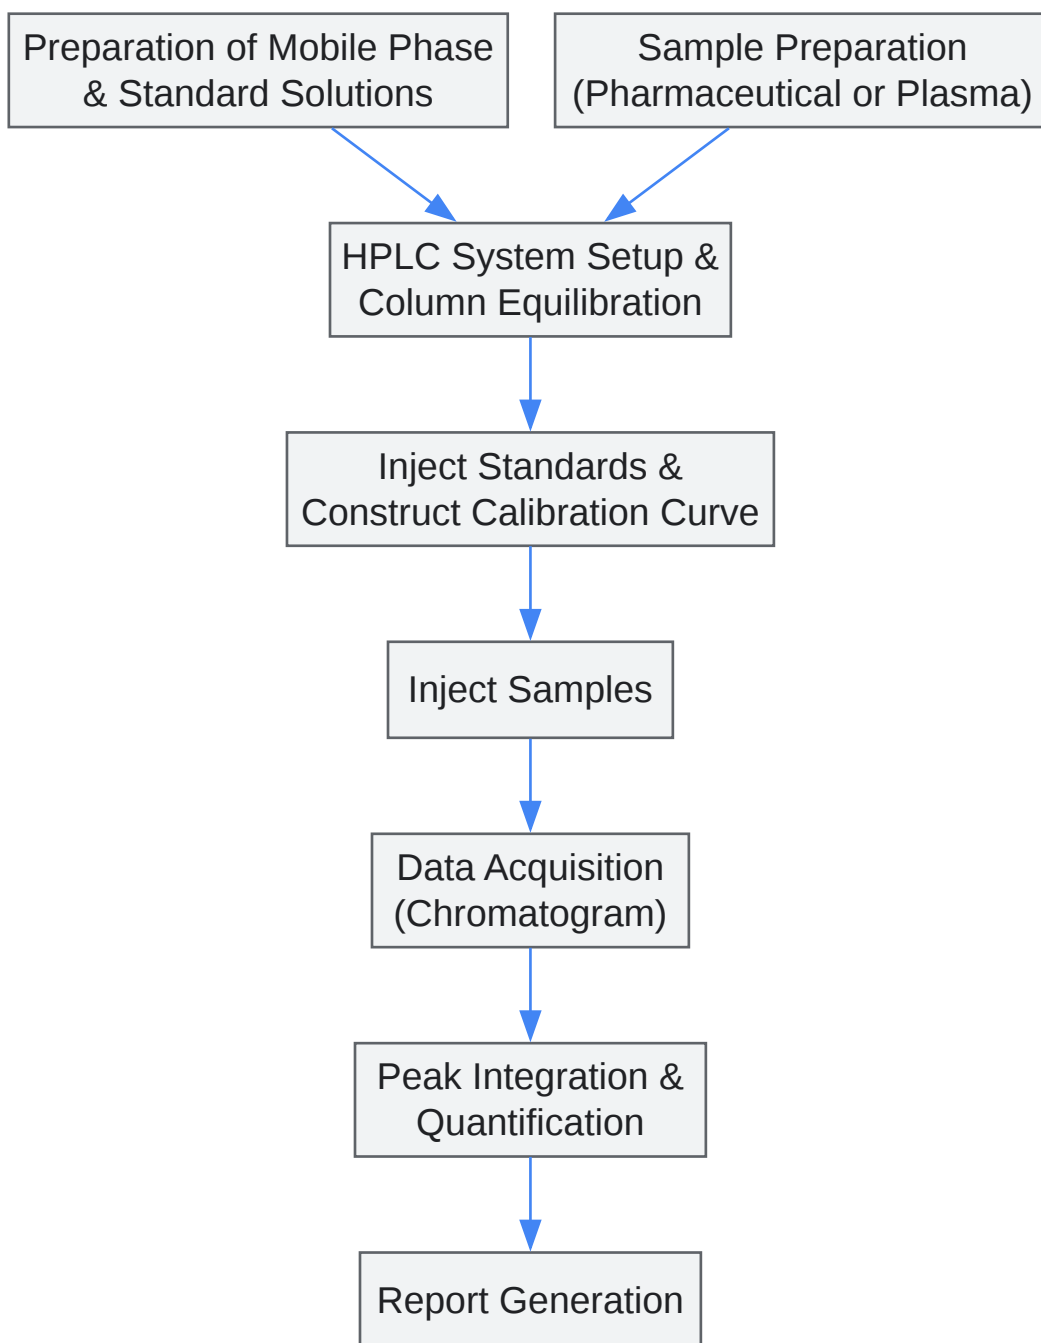 Preparation of Mobile Phase
& Standard Solutions
Sample Preparation
(Pharmaceutical or Plasma)
HPLC System Setup &
Column Equilibration
Inject Standards &
Construct Calibration Curve
Inject Samples
Data Acquisition
(Chromatogram)
Peak Integration &
Quantification
Report Generation